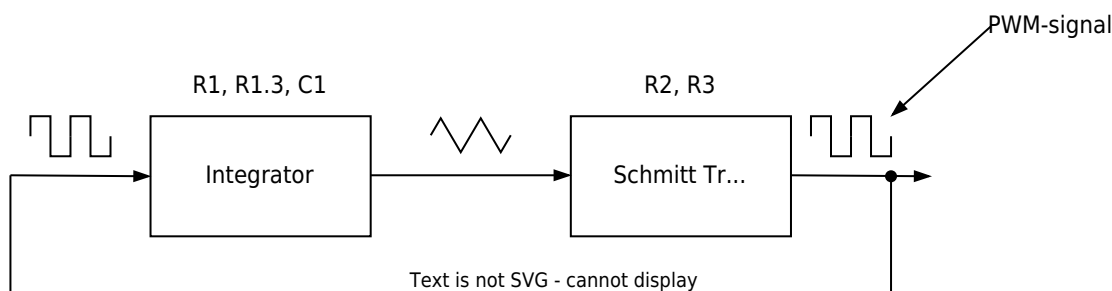 PWM-signal
R1, R1.3, C1
R2, R3
Integrator
Schmitt Tr...
Text is not SVG - cannot display